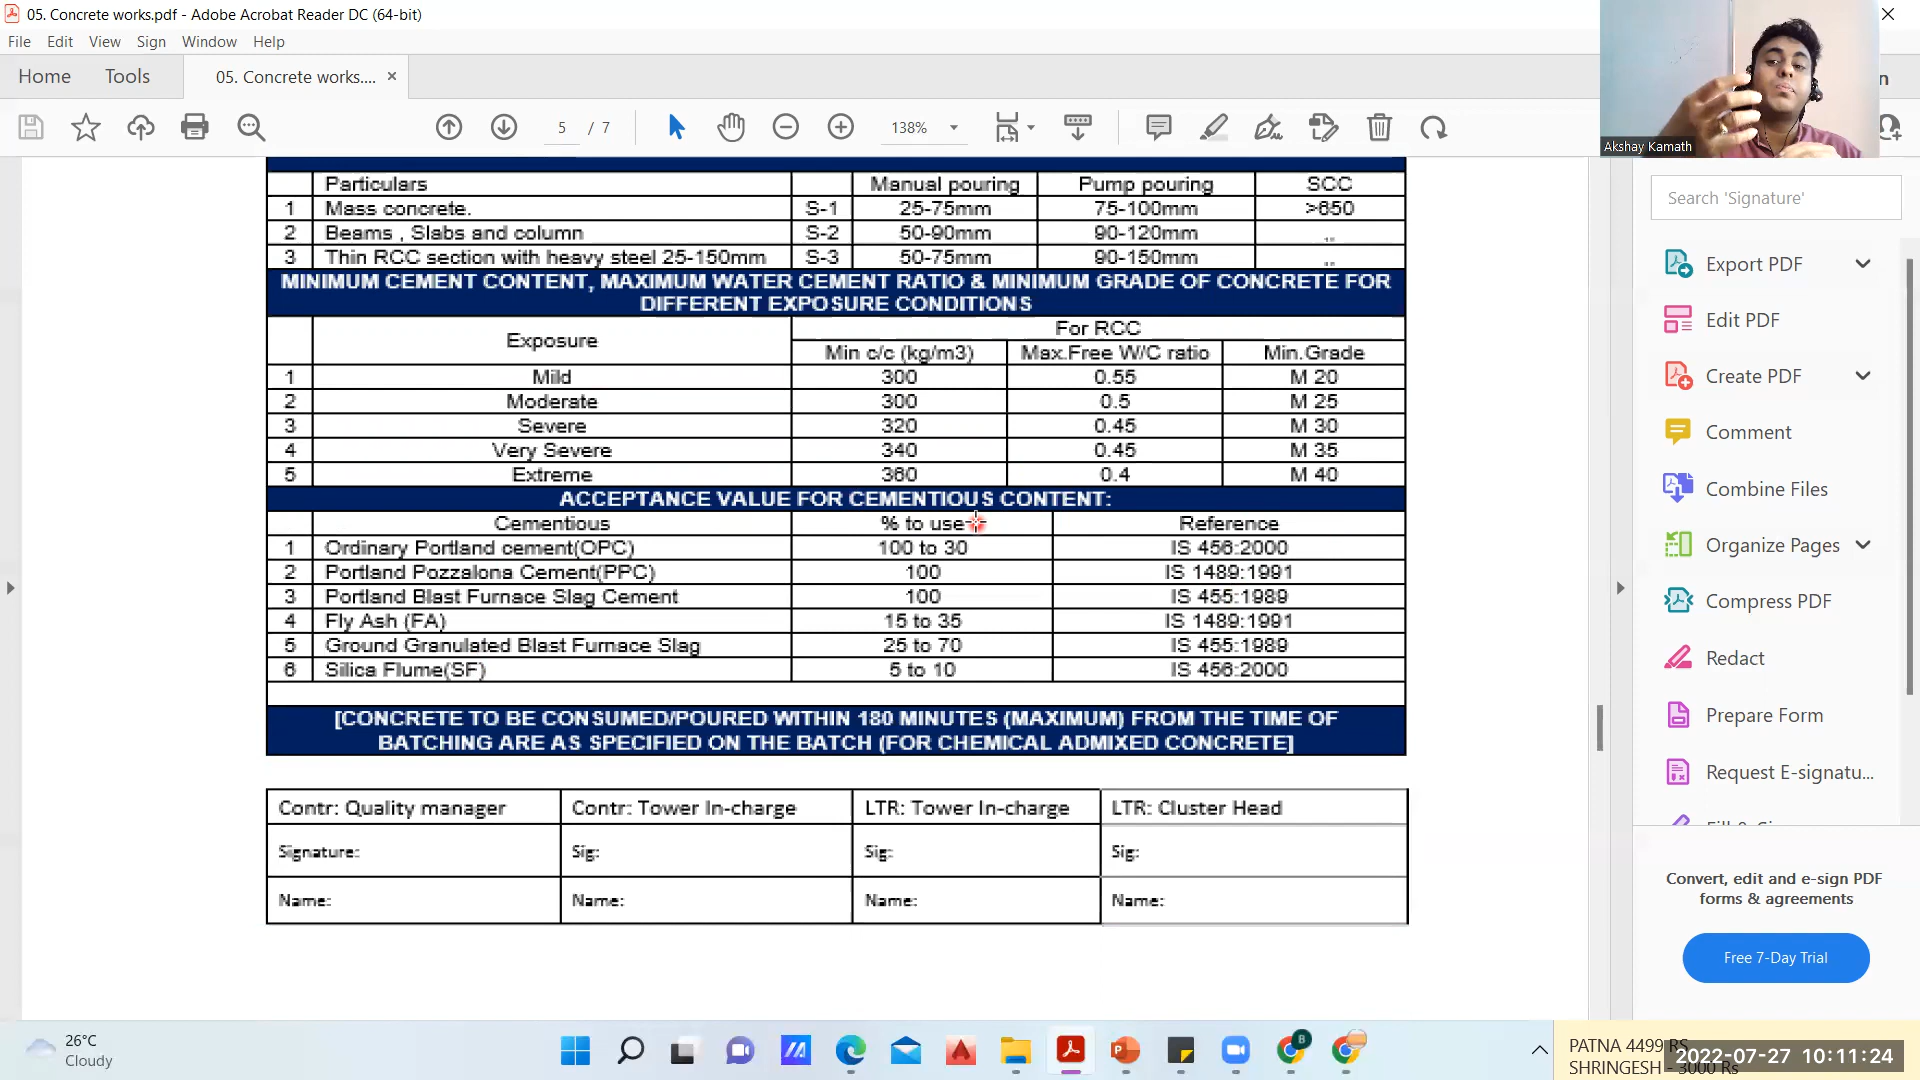 05. Concrete works.pdf - Adobe Acrobat Reader DC (64-bit)
File Edit View Sign Window Help
Home Tools 05. Concrete works....
5 / 7 138%
Akshay Kamath
Particulars Manual pouring Pump pouring SCC
1 Mass concrete. S-1 25-75mm 75-100mm >650
2 Beams , Slabs and column S-2 50-90mm 90-120mm ,,
3 Thin RCC section with heavy steel 25-150mm S-3 50-75mm 90-150mm ,,
MINIMUM CEMENT CONTENT, MAXIMUM WATER CEMENT RATIO & MINIMUM GRADE OF CONCRETE FOR
DIFFERENT EXPOSURE CONDITIONS
Exposure For RCC
Min c/c (kg/m3) Max.Free W/C ratio Min.Grade
1 Mild 300 0.55 M 20
2 Moderate 300 0.5 M 25
3 Severe 320 0.45 M 30
4 Very Severe 340 0.45 M 35
5 Extreme 360 0.4 M 40
ACCEPTANCE VALUE FOR CEMENTIOUS CONTENT:
Cementious % to use Reference
1 Ordinary Portland cement(OPC) 100 to 30 IS 456:2000
2 Portland Pozzalona Cement(PPC) 100 IS 1489:1991
3 Portland Blast Furnace Slag Cement 100 IS 455:1989
4 Fly Ash (FA) 15 to 35 IS 1489:1991
5 Ground Granulated Blast Furnace Slag 25 to 70 IS 455:1989
6 Silica Flume(SF) 5 to 10 IS 456:2000
[CONCRETE TO BE CONSUMED/POURED WITHIN 180 MINUTES (MAXIMUM) FROM THE TIME OF
BATCHING ARE AS SPECIFIED ON THE BATCH (FOR CHEMICAL ADMIXED CONCRETE]
Contr: Quality manager Contr: Tower In-charge LTR: Tower In-charge LTR: Cluster Head
Signature: Sig: Sig: Sig:
Name: Name: Name: Name:
Search 'Signature'
Export PDF
Edit PDF
Create PDF
Comment
Combine Files
Organize Pages
Compress PDF
Redact
Prepare Form
Request E-signatu...
Convert, edit and e-sign PDF
forms & agreements
Free 7-Day Trial
26°C
Cloudy
PATNA 4499 RS
SHRINGESH - 3000 Rs
2022-07-27 10:11:24